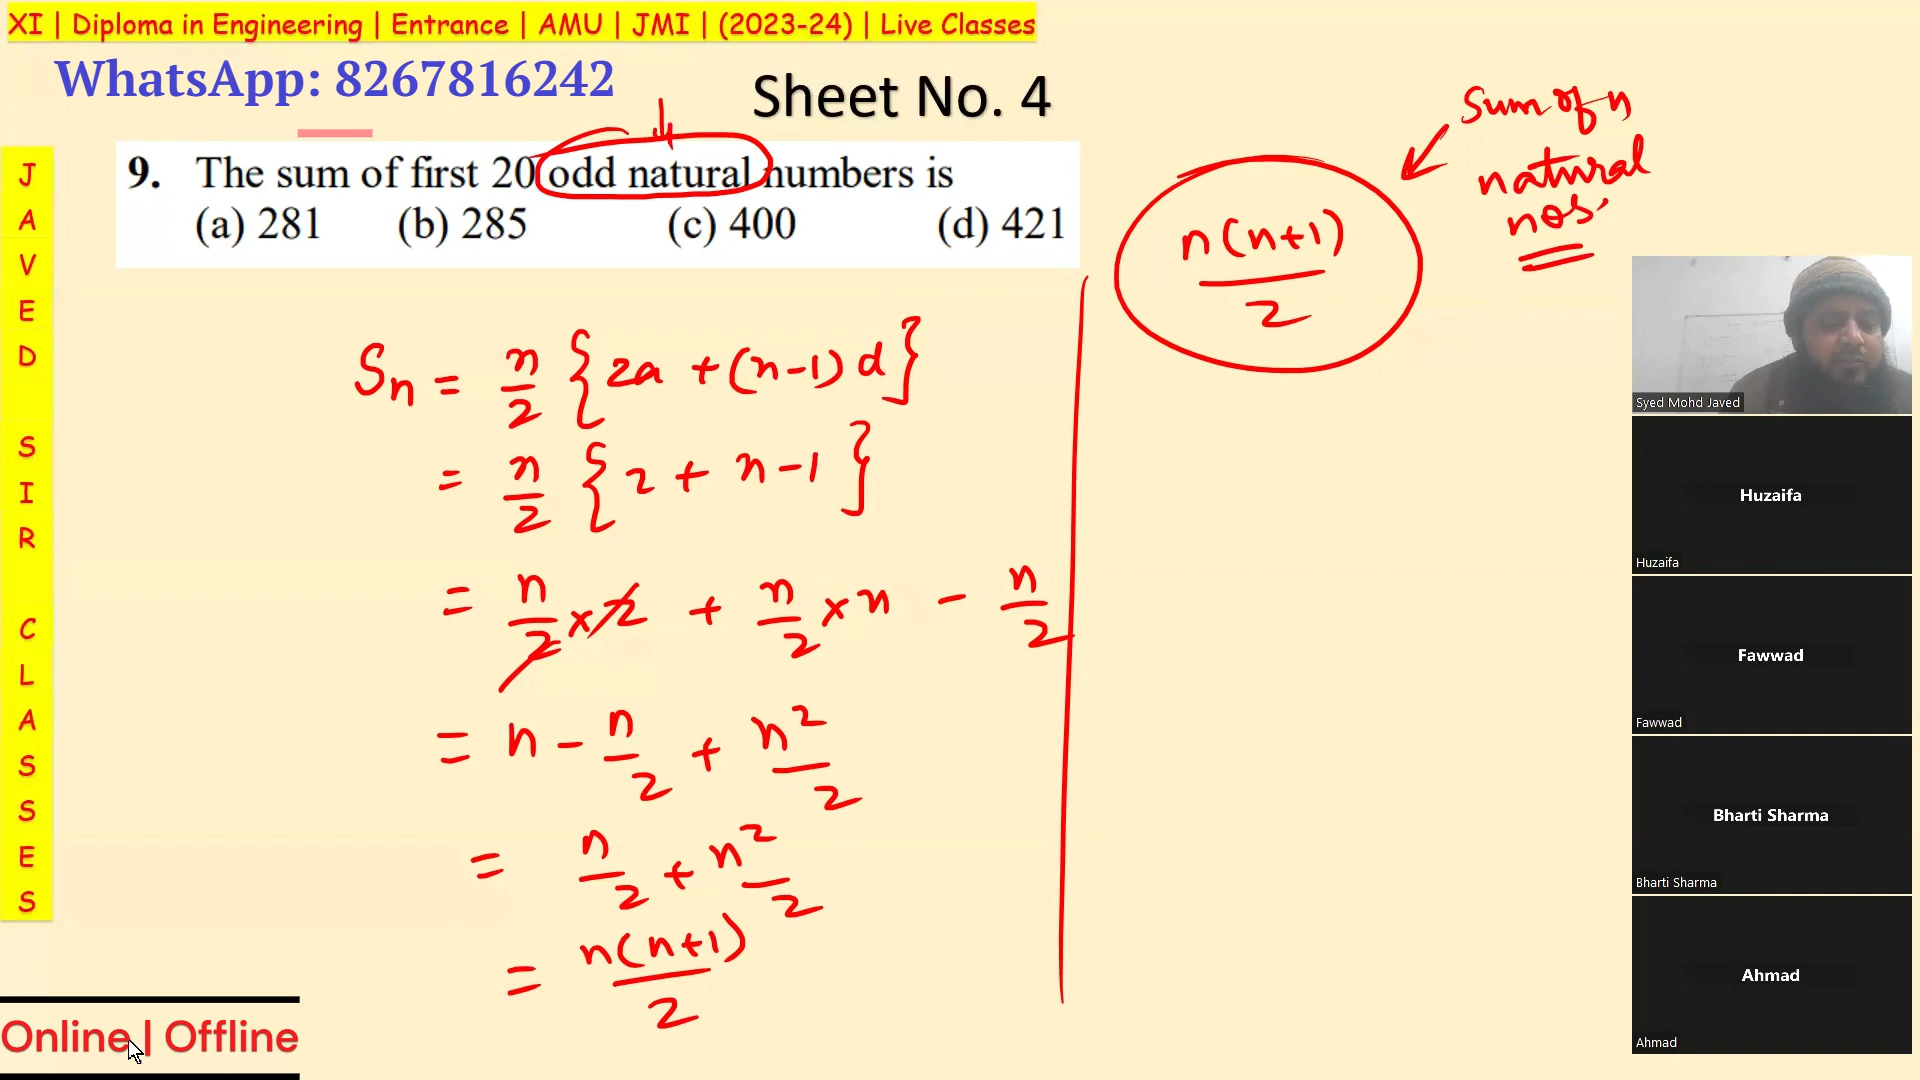 XI | Diploma in Engineering | Entrance | AMU | JMI | (2023-24) | Live Classes
WhatsApp: 8267816242
Sheet No. 4
9. The sum of first 20 odd natural numbers is
(a) 281 (b) 285 (c) 400 (d) 421
JAVED SIR CLASSES
Sn = n/2 {2a + (n-1)d}
= n/2 {2 + n-1}
= n/2 × 2 + n/2 × n - n/2
= n - n/2 + n²/2
= n/2 + n²/2
= n(n+1)/2
n(n+1)/2
Sum of n
natural
nos.
Online | Offline
Syed Mohd Javed
Huzaifa
Huzaifa
Fawwad
Fawwad
Bharti Sharma
Bharti Sharma
Ahmad
Ahmad